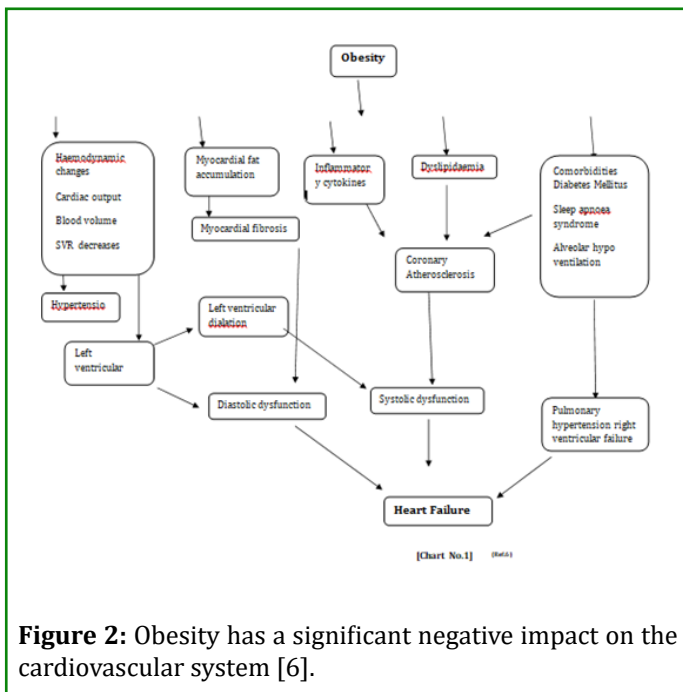 Obesity
Haemodynamic
changes
Cardiac output
Blood volume
SVR decreases
Myocardial fat
accumulation
Inflammator
y cytokines
Dyslipidaemia
Comorbidities
Diabetes Mellitus
Sleep apnoea
syndrome
Alveolar hypo
ventilation
Myocardial fibrosis
Coronary
Atherosclerosis
Hypertensio
Left ventricular
dialation
Left
ventricular
Diastolic dysfunction
Systolic dysfunction
Pulmonary
hypertension right
ventricular failure
Heart Failure
[Chart No.1]
Figure 2: Obesity has a significant negative impact on the
cardiovascular system [6].